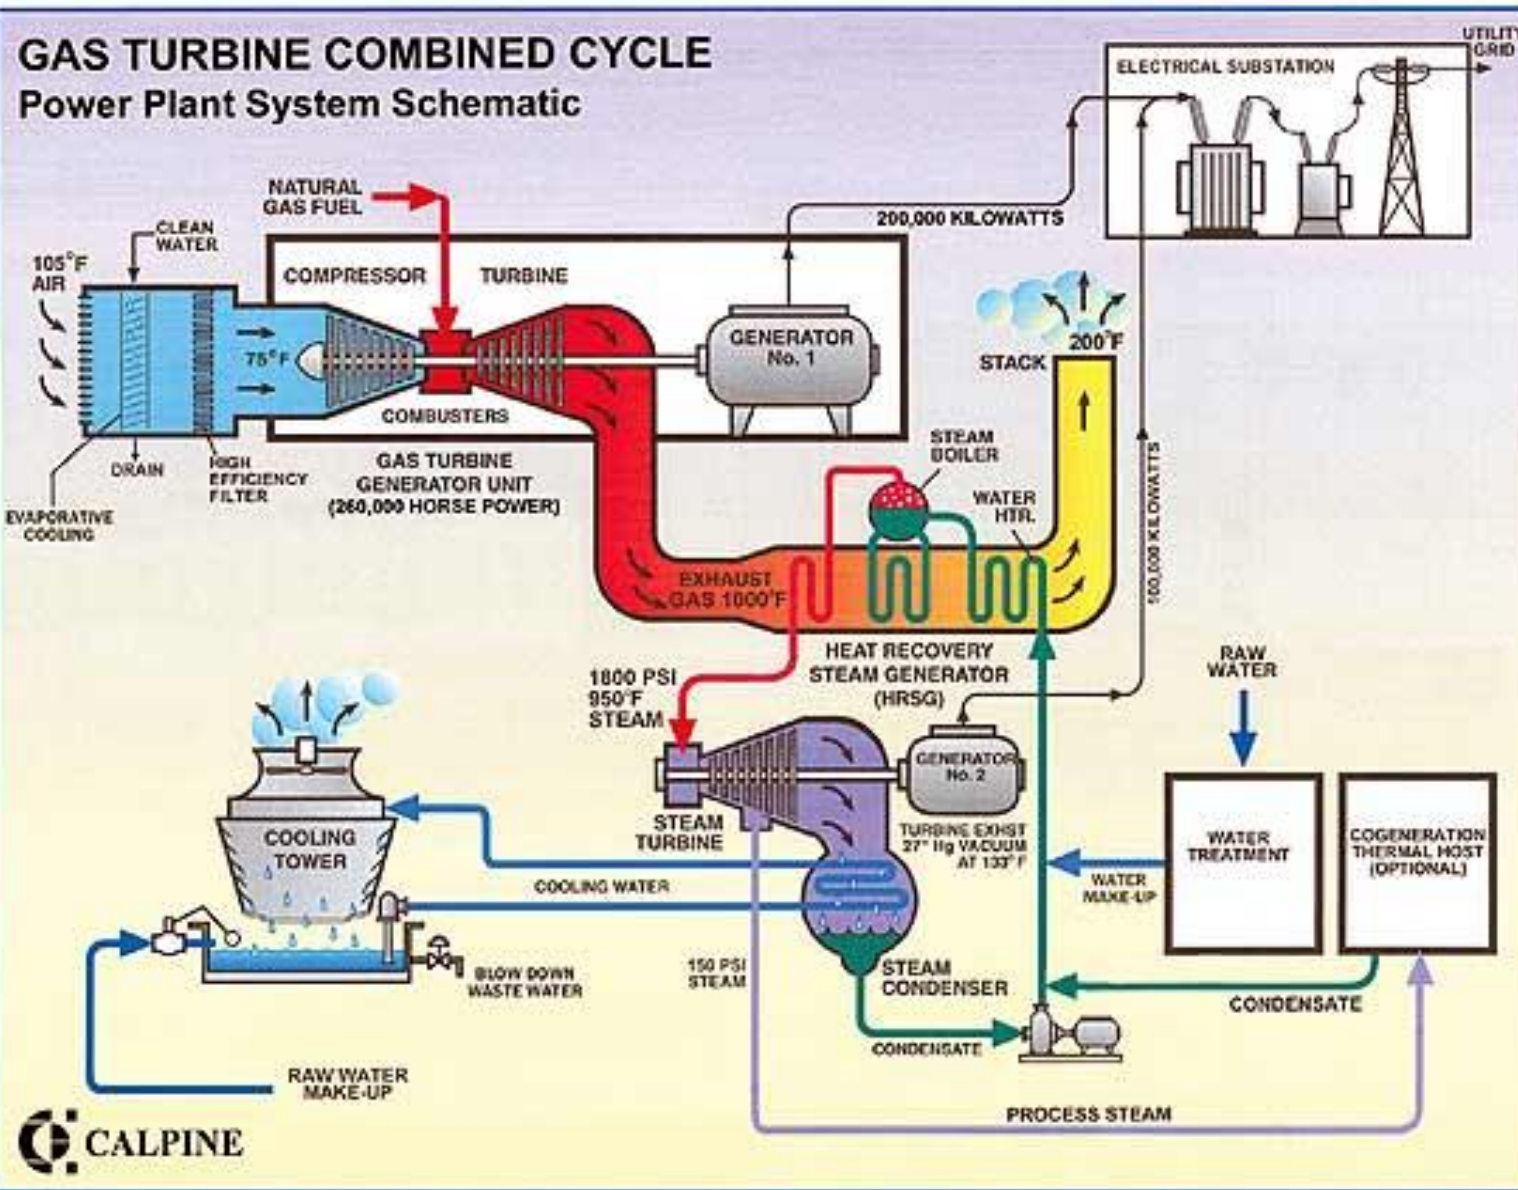 GAS TURBINE COMBINED CYCLE
Power Plant System Schematic
UTILITY
GRID
ELECTRICAL SUBSTATION
NATURAL
GAS FUEL
200,000 KILOWATTS
CLEAN
WATER
105°F
AIR
COMPRESSOR
TURBINE
75°F
GENERATOR
No. 1
200°F
STACK
COMBUSTERS
DRAIN
HIGH
EFFICIENCY
FILTER
GAS TURBINE
GENERATOR UNIT
(260,000 HORSE POWER)
STEAM
BOILER
WATER
HTR.
EVAPORATIVE
COOLING
KILOWATTS
EXHAUST
GAS 1000°F
HEAT RECOVERY
STEAM GENERATOR
(HRSG)
RAW
WATER
1800 PSI
950°F
STEAM
GENERATOR
No. 2
STEAM
TURBINE
TURBINE EXHST
27" Hg VACUUM
AT 133°F
COOLING
TOWER
WATER
TREATMENT
COGENERATION
THERMAL HOST
(OPTIONAL)
COOLING WATER
WATER
MAKE-UP
150 PSI
STEAM
STEAM
CONDENSER
BLOW DOWN
WASTE WATER
CONDENSATE
CONDENSATE
RAW WATER
MAKE-UP
PROCESS STEAM
CALPINE